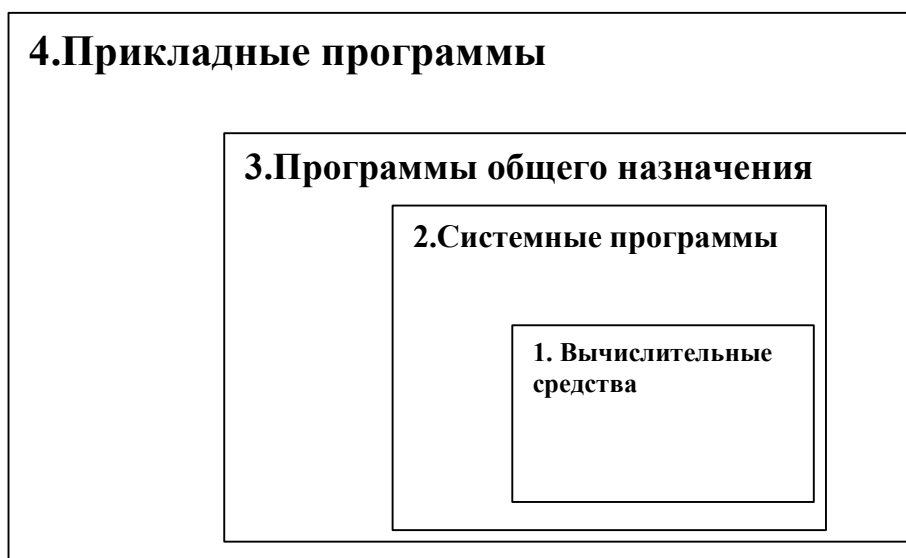 4.Прикладные программы
3.Программы общего назначения
2.Системные программы
1. Вычислительные
средства